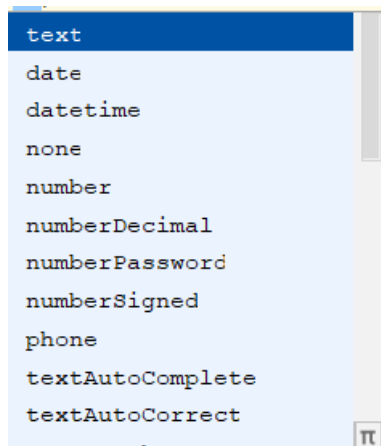 text
date
datetime
none
number
numberDecimal
numberPassword
numberSigned
phone
textAutoComplete
textAutoCorrect
π